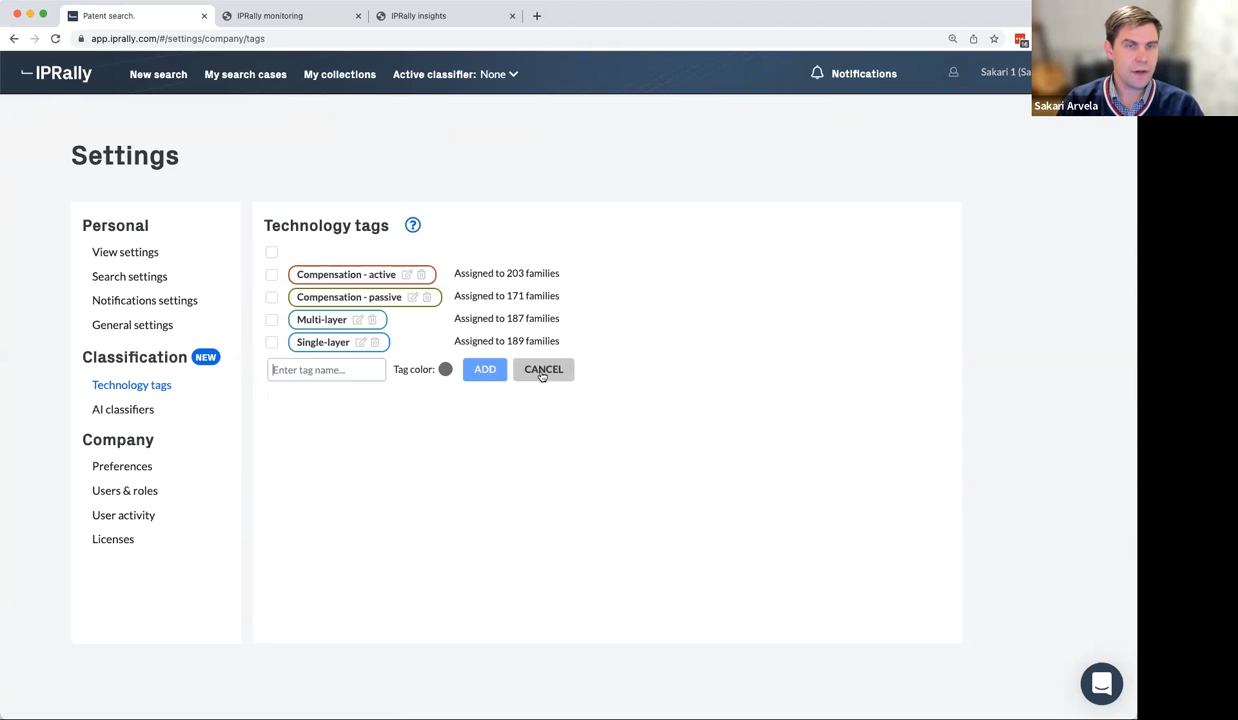 Patent search.
IPRally monitoring
IPRally insights
app.iprally.com/#/settings/company/tags
IPRally
New search
My search cases
My collections
Active classifier: None
Notifications
Sakari 1 (Sa
Sakari Arvela
Settings
Personal
View settings
Search settings
Notifications settings
General settings
Classification NEW
Technology tags
AI classifiers
Company
Preferences
Users & roles
User activity
Licenses
Technology tags ?
Compensation - active Assigned to 203 families
Compensation - passive Assigned to 171 families
Multi-layer Assigned to 187 families
Single-layer Assigned to 189 families
Enter tag name... Tag color: ADD CANCEL